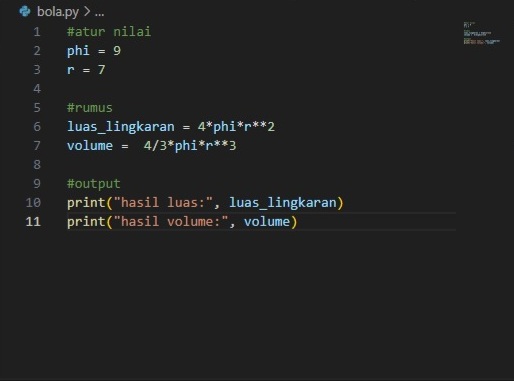 bola.py > ...
1 #atur nilai
2 phi = 9
3 r = 7
4
5 #rumus
6 luas_lingkaran = 4*phi*r**2
7 volume =  4/3*phi*r**3
8
9 #output
10 print("hasil luas:", luas_lingkaran)
11 print("hasil volume:", volume)